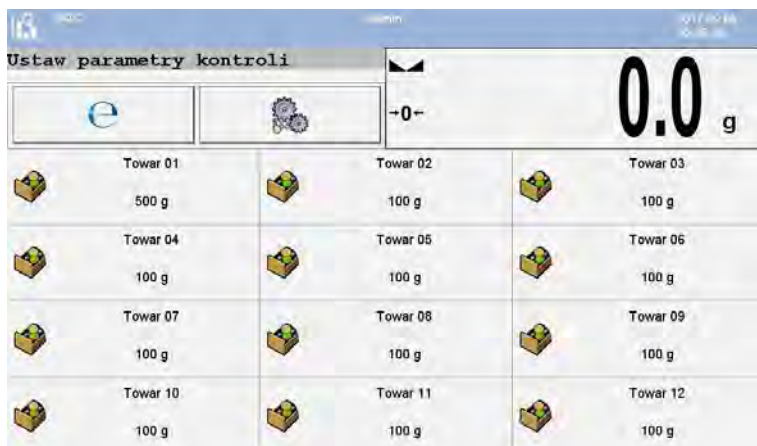 Ustaw parametry kontroli
→0←
0.0 g
e
Towar 01
500 g
Towar 02
100 g
Towar 03
100 g
Towar 04
100 g
Towar 05
100 g
Towar 06
100 g
Towar 07
100 g
Towar 08
100 g
Towar 09
100 g
Towar 10
100 g
Towar 11
100 g
Towar 12
100 g